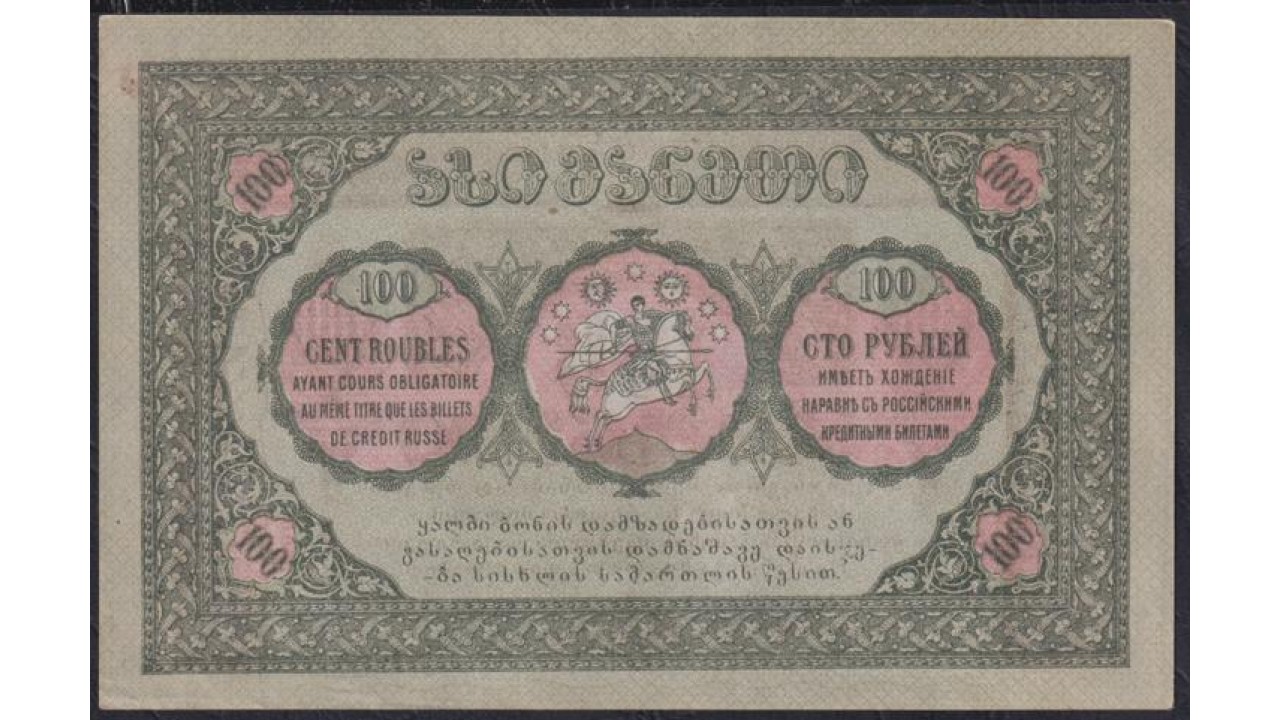 ასი მანეთი
100
100
100
CENT ROUBLES
AYANT COURS OBLIGATOIRE
AU MÊME TITRE QUE LES BILLETS
DE CREDIT RUSSE
100
СТО РУБЛЕЙ
ИМѢЕТЪ ХОЖДЕНІЕ
НАРАВНѢ СЪ РОССІЙСКИМИ
КРЕДИТНЫМИ БИЛЕТАМИ
ყალბი ბონის დამზადებისათვის ან
გასაღებისათვის დამნაშავე დაისჯე-
-ბა სისხლის სამართლის წესით.
100
100